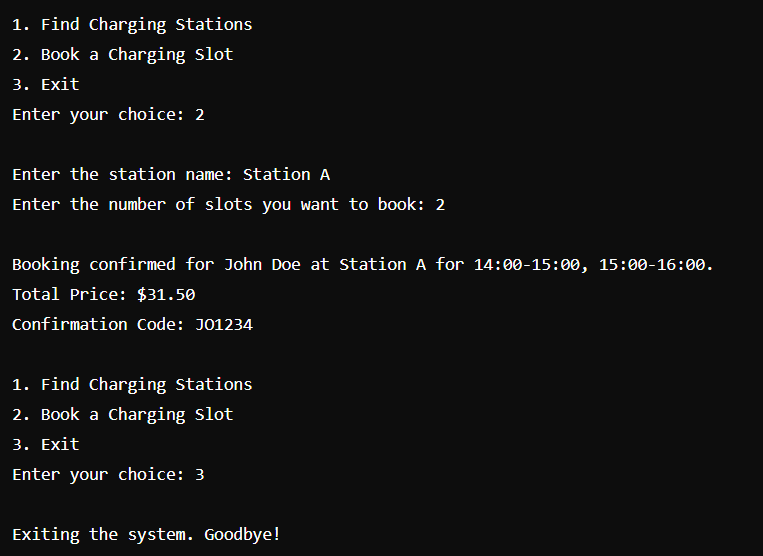 1. Find Charging Stations
2. Book a Charging Slot
3. Exit
Enter your choice: 2
Enter the station name: Station A
Enter the number of slots you want to book: 2
Booking confirmed for John Doe at Station A for 14:00-15:00, 15:00-16:00.
Total Price: $31.50
Confirmation Code: JO1234
1. Find Charging Stations
2. Book a Charging Slot
3. Exit
Enter your choice: 3
Exiting the system. Goodbye!